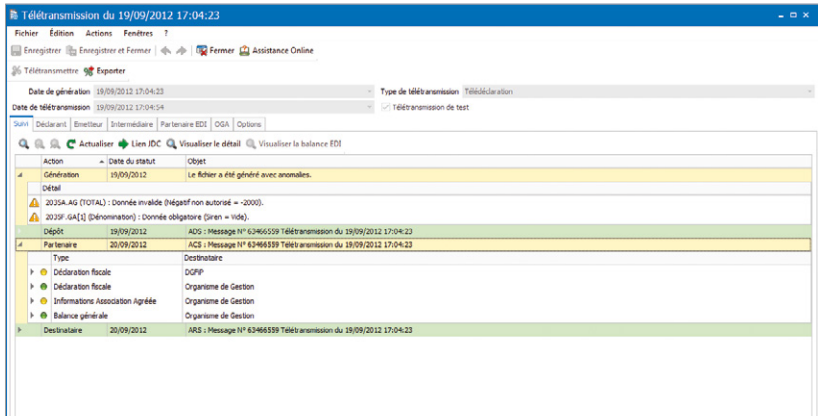 Télétransmission du 19/09/2012 17:04:23
Fichier Édition Actions Fenêtres ?
Enregistrer Enregistrer et Fermer Fermer Assistance Online
Télétransmettre Exporter
Date de génération 19/09/2012 17:04:23 Type de télétransmission Télédéclaration
Date de télétransmission 19/09/2012 17:04:54 Télétransmission de test
Suivi Déclarant Emetteur Intermédiaire Partenaire EDI OGA Options
Actualiser Lien JDC Visualiser le détail Visualiser la balance EDI
Action Date du statut Objet
Génération 19/09/2012 Le fichier a été généré avec anomalies.
Détail
2035A.AG (TOTAL) : Donnée invalide (Négatif non autorisé = -2000).
2035F.GA[1] (Dénomination) : Donnée obligatoire (Siren = Vide).
Dépôt 19/09/2012 ADS : Message N° 63466559 Télétransmission du 19/09/2012 17:04:23
Partenaire 20/09/2012 ACS : Message N° 63466559 Télétransmission du 19/09/2012 17:04:23
Type Destinataire
Déclaration fiscale DGFiP
Déclaration fiscale Organisme de Gestion
Informations Association Agréée Organisme de Gestion
Balance générale Organisme de Gestion
Destinataire 20/09/2012 ARS : Message N° 63466559 Télétransmission du 19/09/2012 17:04:23